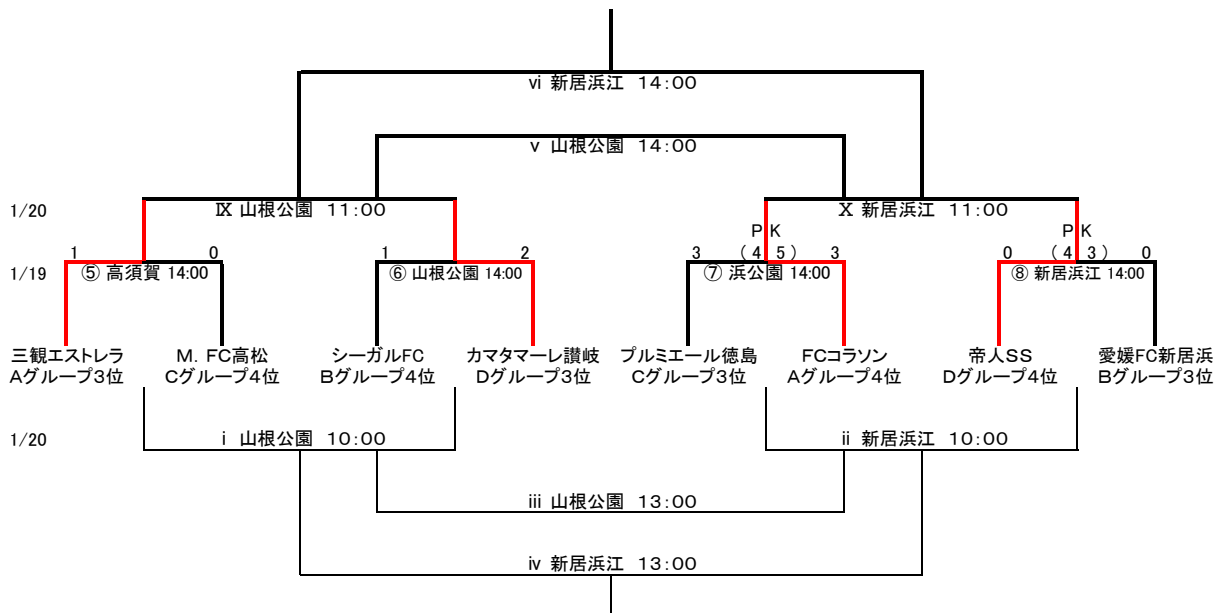 ⅵ 新居浜江 14:00
ⅴ 山根公園 14:00
1/20 Ⅸ 山根公園 11:00 Ⅹ 新居浜江 11:00
PK PK
1 0 1 2 3 (4 5) 3 0 (4 3) 0
1/19 ⑤ 高須賀 14:00 ⑥ 山根公園 14:00 ⑦ 浜公園 14:00 ⑧ 新居浜江 14:00
三観エストレラ M. FC高松 シーガルFC カマタマーレ讃岐 プルミエール徳島 FCコラソン 帝人SS 愛媛FC新居浜
Aグループ3位 Cグループ4位 Bグループ4位 Dグループ3位 Cグループ3位 Aグループ4位 Dグループ4位 Bグループ3位
1/20 ⅰ 山根公園 10:00 ⅱ 新居浜江 10:00
ⅲ 山根公園 13:00
ⅳ 新居浜江 13:00